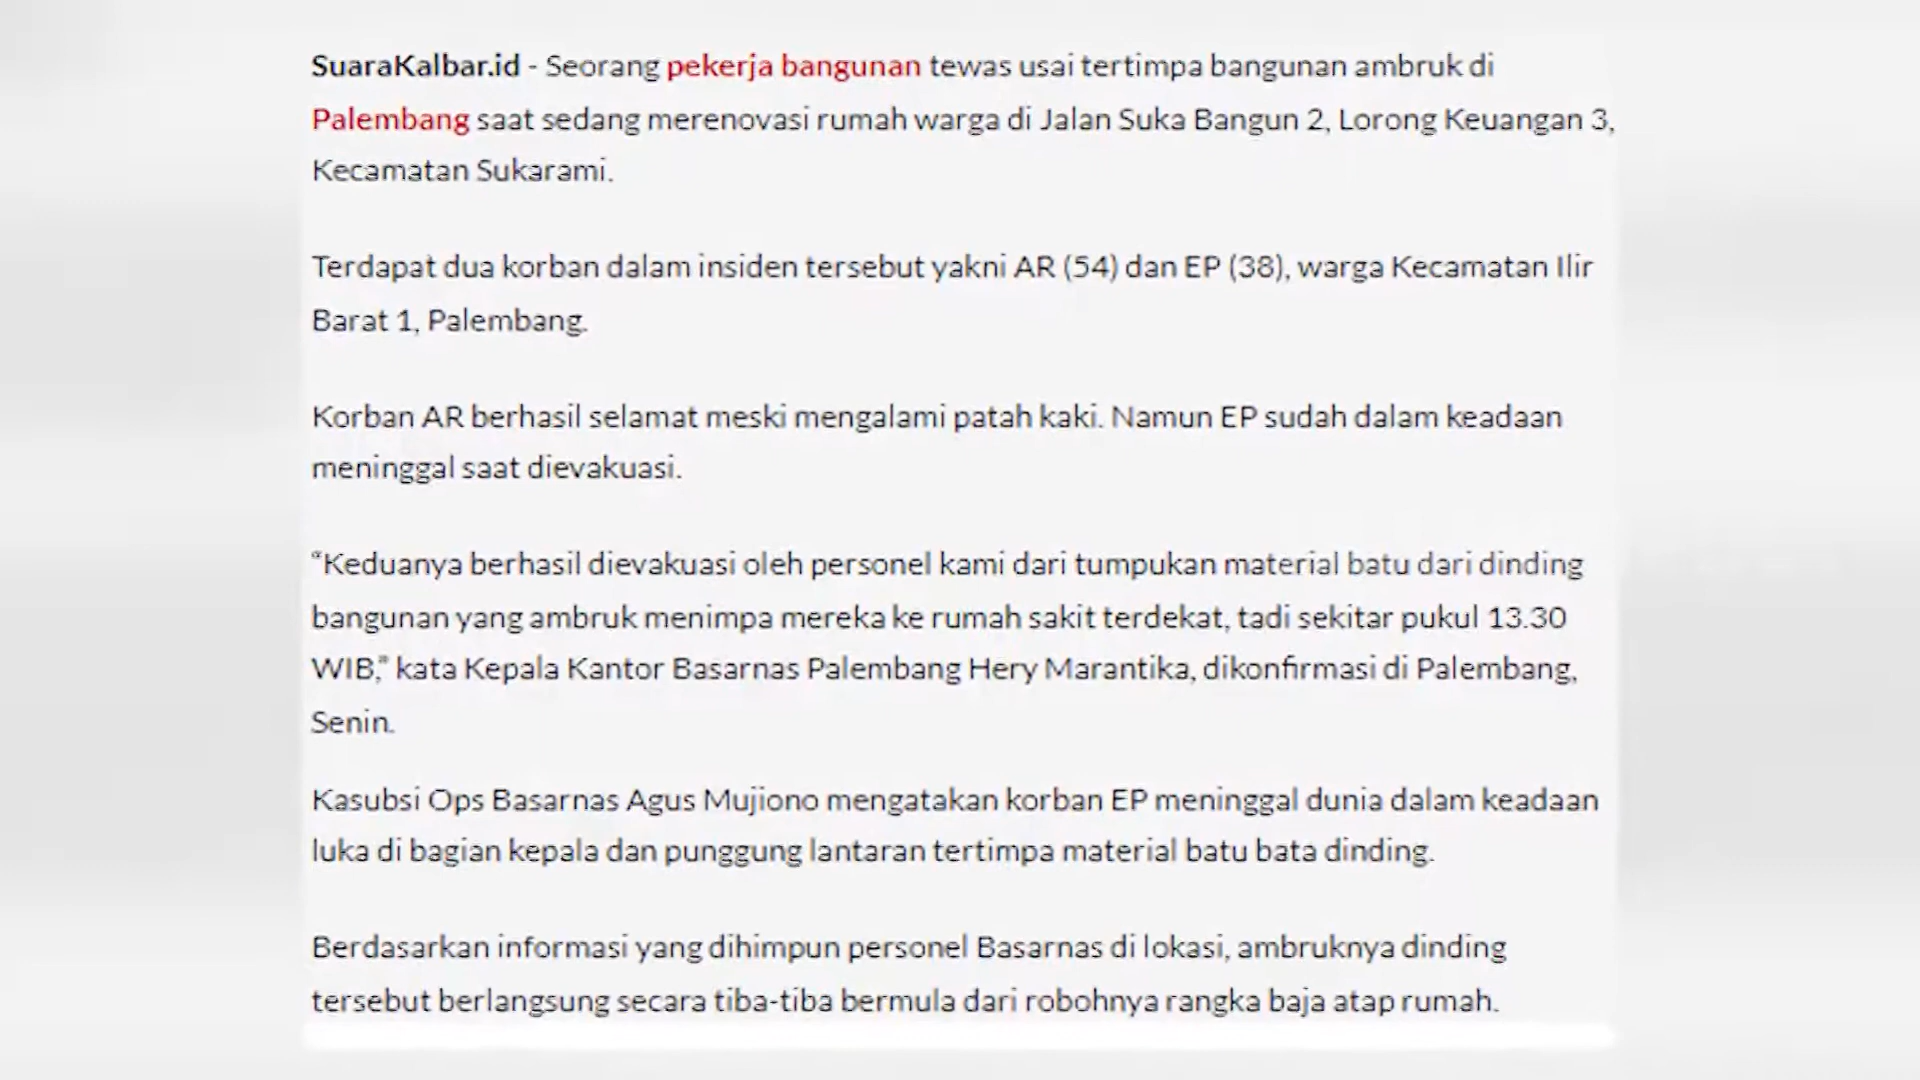 SuaraKalbar.id - Seorang pekerja bangunan tewas usai tertimpa bangunan ambruk di
Palembang saat sedang merenovasi rumah warga di Jalan Suka Bangun 2, Lorong Keuangan 3,
Kecamatan Sukarami.
Terdapat dua korban dalam insiden tersebut yakni AR (54) dan EP (38), warga Kecamatan Ilir
Barat 1, Palembang.
Korban AR berhasil selamat meski mengalami patah kaki. Namun EP sudah dalam keadaan
meninggal saat dievakuasi.
“Keduanya berhasil dievakuasi oleh personel kami dari tumpukan material batu dari dinding
bangunan yang ambruk menimpa mereka ke rumah sakit terdekat, tadi sekitar pukul 13.30
WIB,” kata Kepala Kantor Basarnas Palembang Hery Marantika, dikonfirmasi di Palembang,
Senin.
Kasubsi Ops Basarnas Agus Mujiono mengatakan korban EP meninggal dunia dalam keadaan
luka di bagian kepala dan punggung lantaran tertimpa material batu bata dinding.
Berdasarkan informasi yang dihimpun personel Basarnas di lokasi, ambruknya dinding
tersebut berlangsung secara tiba-tiba bermula dari robohnya rangka baja atap rumah.